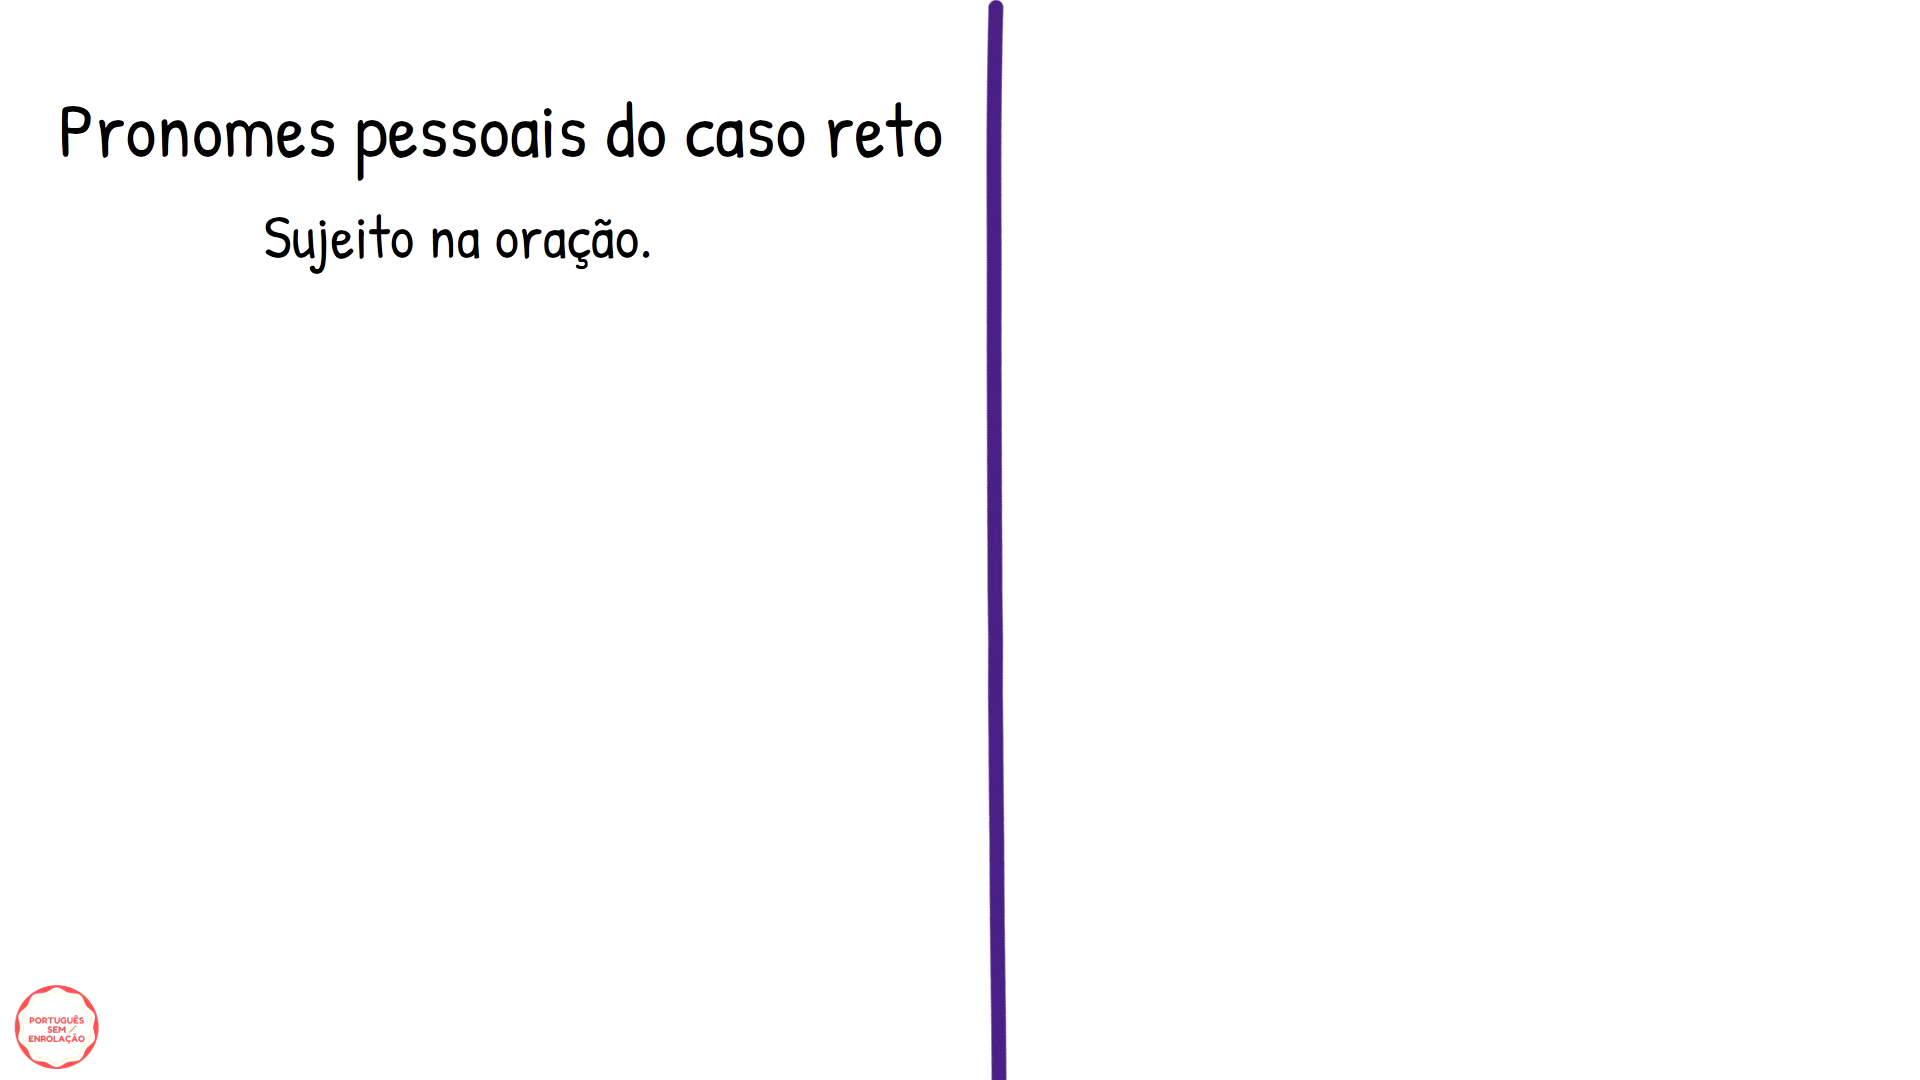 Pronomes pessoais do caso reto
Sujeito na oração.
PORTUGUÊS
SEM
ENROLAÇÃO